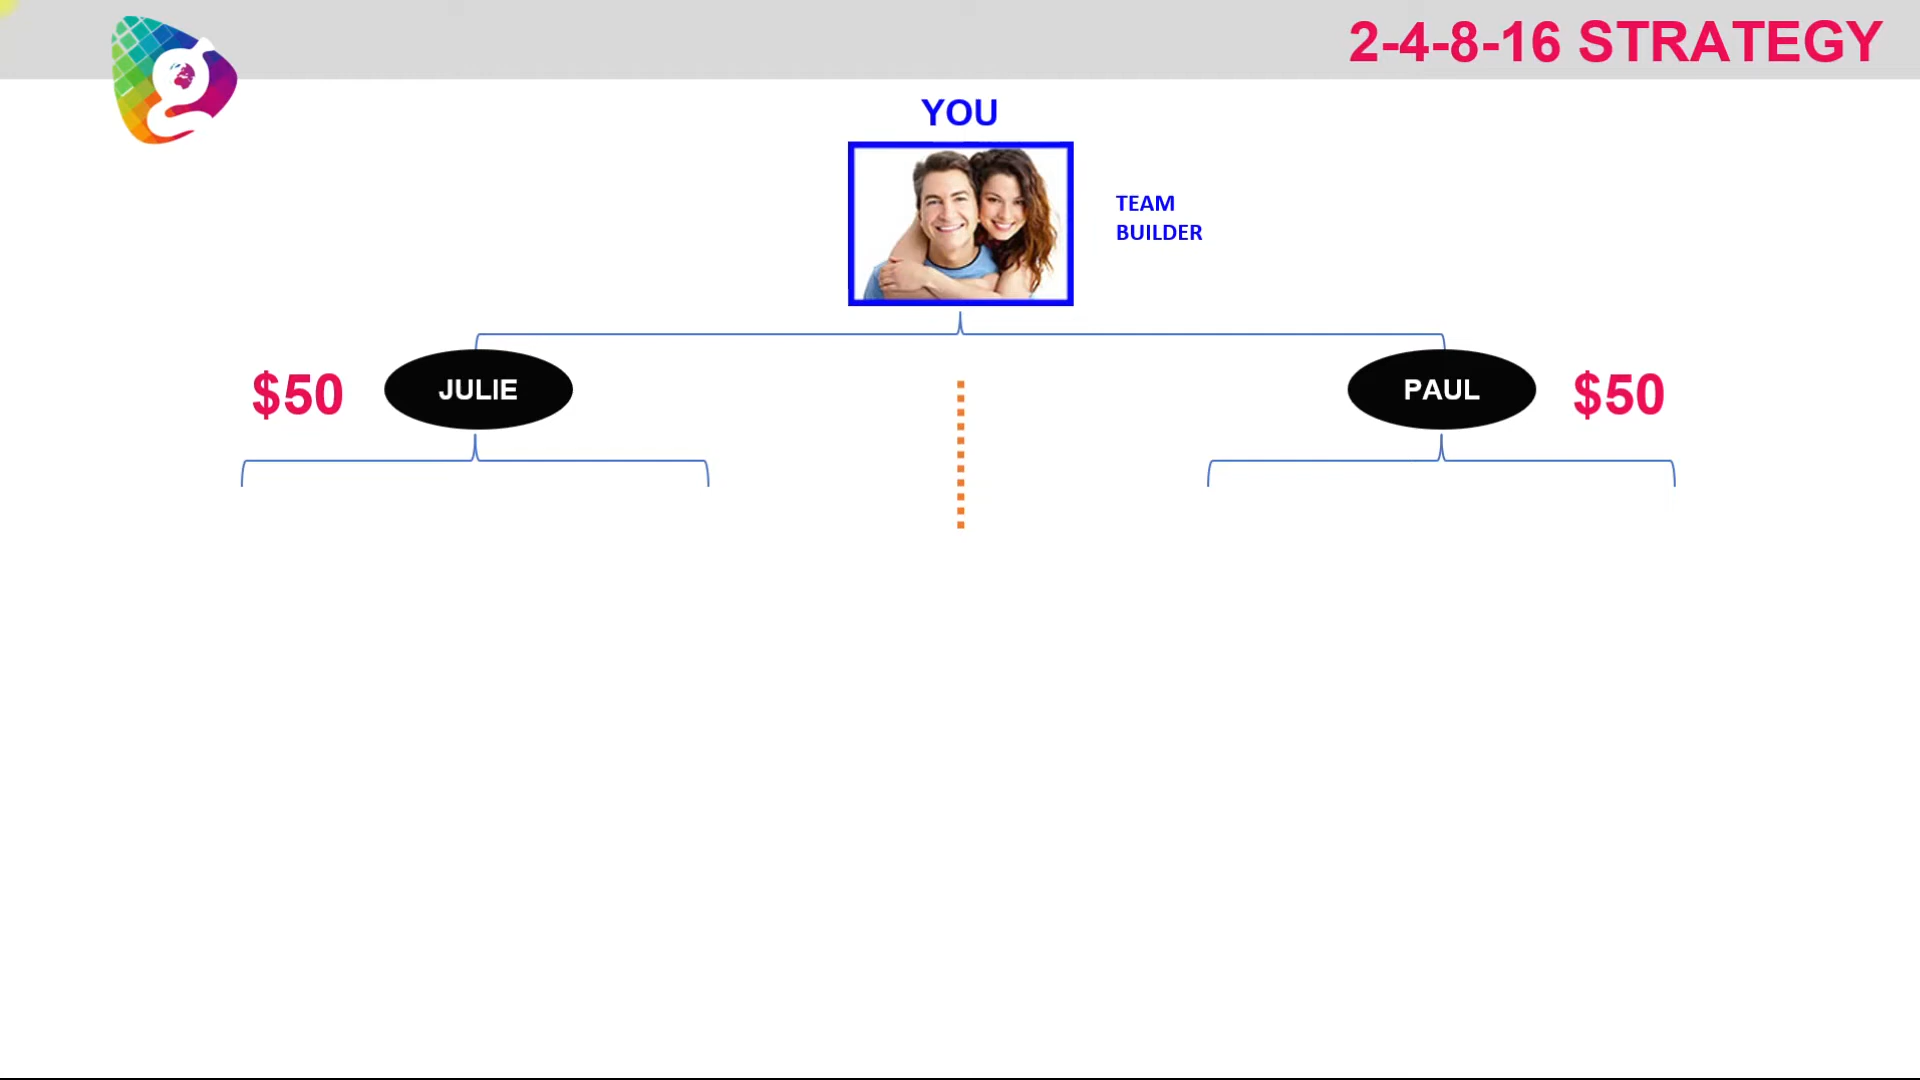 2-4-8-16 STRATEGY
YOU
TEAM
BUILDER
$50
JULIE
PAUL
$50